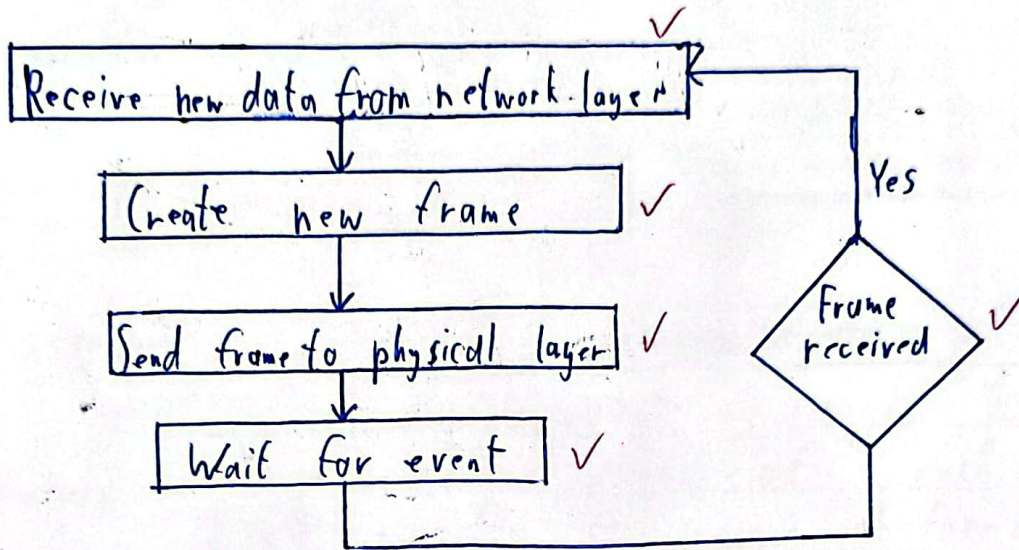 Receive new data from network layer
Create new frame
Send frame to physical layer
Wait for event
Yes
Frame
received